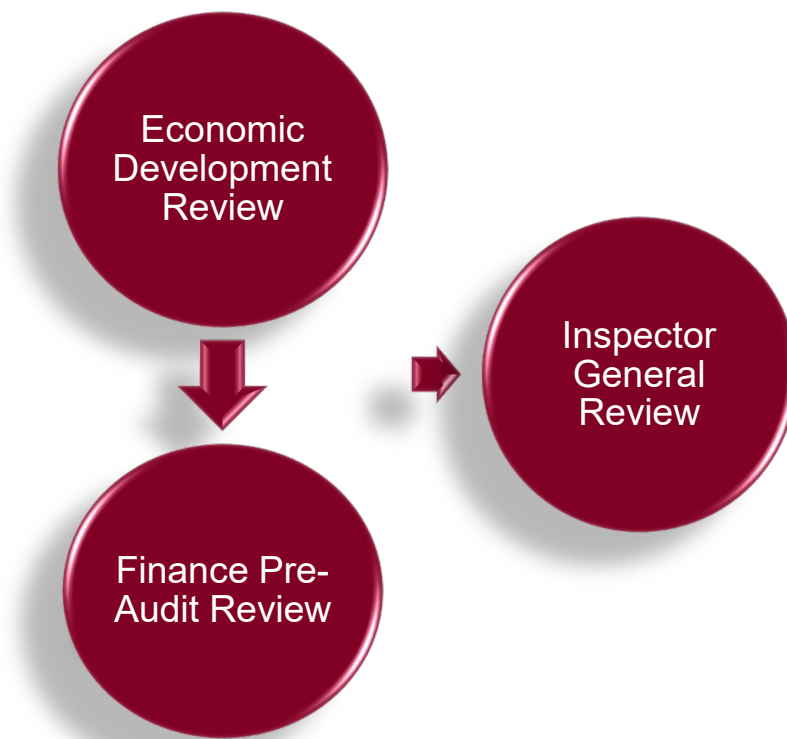 Economic
Development
Review
Finance Pre-
Audit Review
Inspector
General
Review